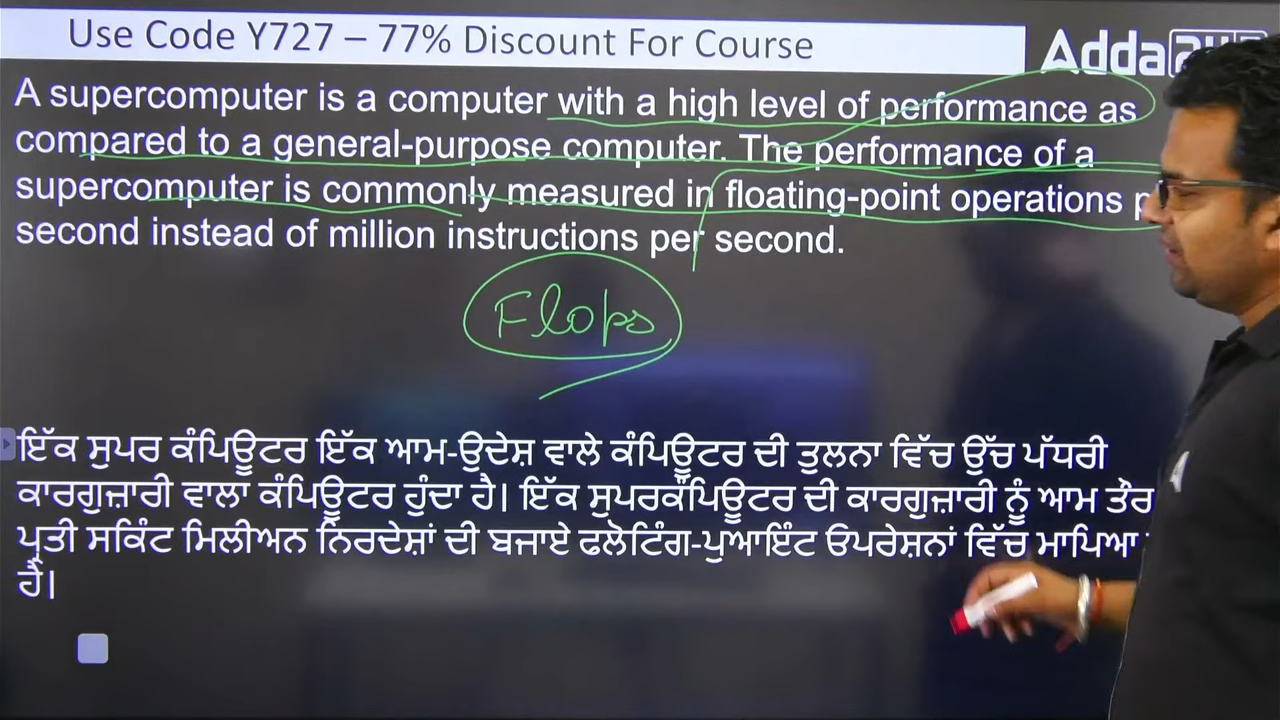 Use Code Y727 – 77% Discount For Course
Adda
A supercomputer is a computer with a high level of performance as
compared to a general-purpose computer. The performance of a
supercomputer is commonly measured in floating-point operations
second instead of million instructions per second.
Flops
ਇੱਕ ਸੁਪਰ ਕੰਪਿਊਟਰ ਇੱਕ ਆਮ-ਉਦੇਸ਼ ਵਾਲੇ ਕੰਪਿਊਟਰ ਦੀ ਤੁਲਨਾ ਵਿੱਚ ਉੱਚ ਪੱਧਰੀ
ਕਾਰਗੁਜ਼ਾਰੀ ਵਾਲਾ ਕੰਪਿਊਟਰ ਹੁੰਦਾ ਹੈ। ਇੱਕ ਸੁਪਰਕੰਪਿਊਟਰ ਦੀ ਕਾਰਗੁਜ਼ਾਰੀ ਨੂੰ ਆਮ ਤੌਰ
ਪ੍ਰਤੀ ਸਕਿੰਟ ਮਿਲੀਅਨ ਨਿਰਦੇਸ਼ਾਂ ਦੀ ਬਜਾਏ ਫਲੋਟਿੰਗ-ਪੁਆਇੰਟ ਓਪਰੇਸ਼ਨਾਂ ਵਿੱਚ ਮਾਪਿਆ
ਹੈ।